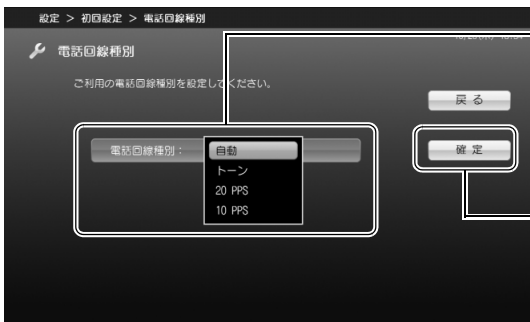 設定 > 初回設定 > 電話回線種別
電話回線種別
ご利用の電話回線種別を設定してください。
戻る
電話回線種別：
自動
確定
トーン
20 PPS
10 PPS